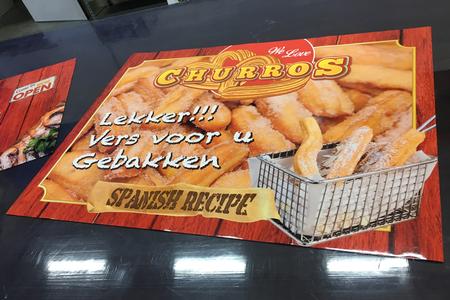 We Love
CHURROS
Lekker!!!
Vers voor u
Gebakken
SPANISH RECIPE
OPEN